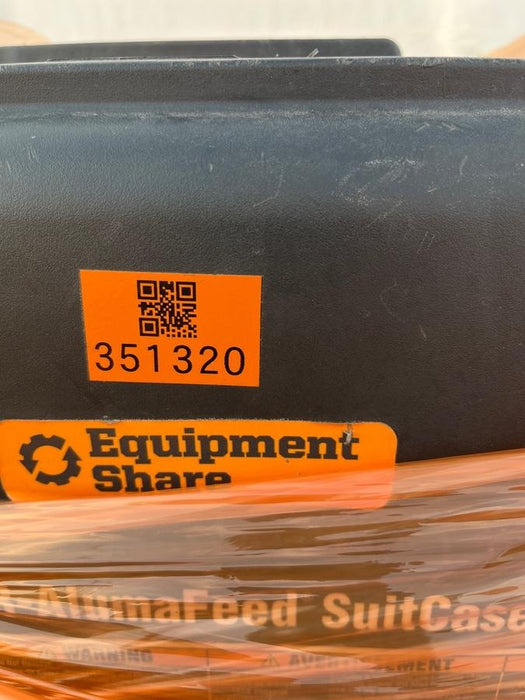 351320
Equipment
Share
AlumaFeed SuitCase
WARNING
AVERTISSEMENT